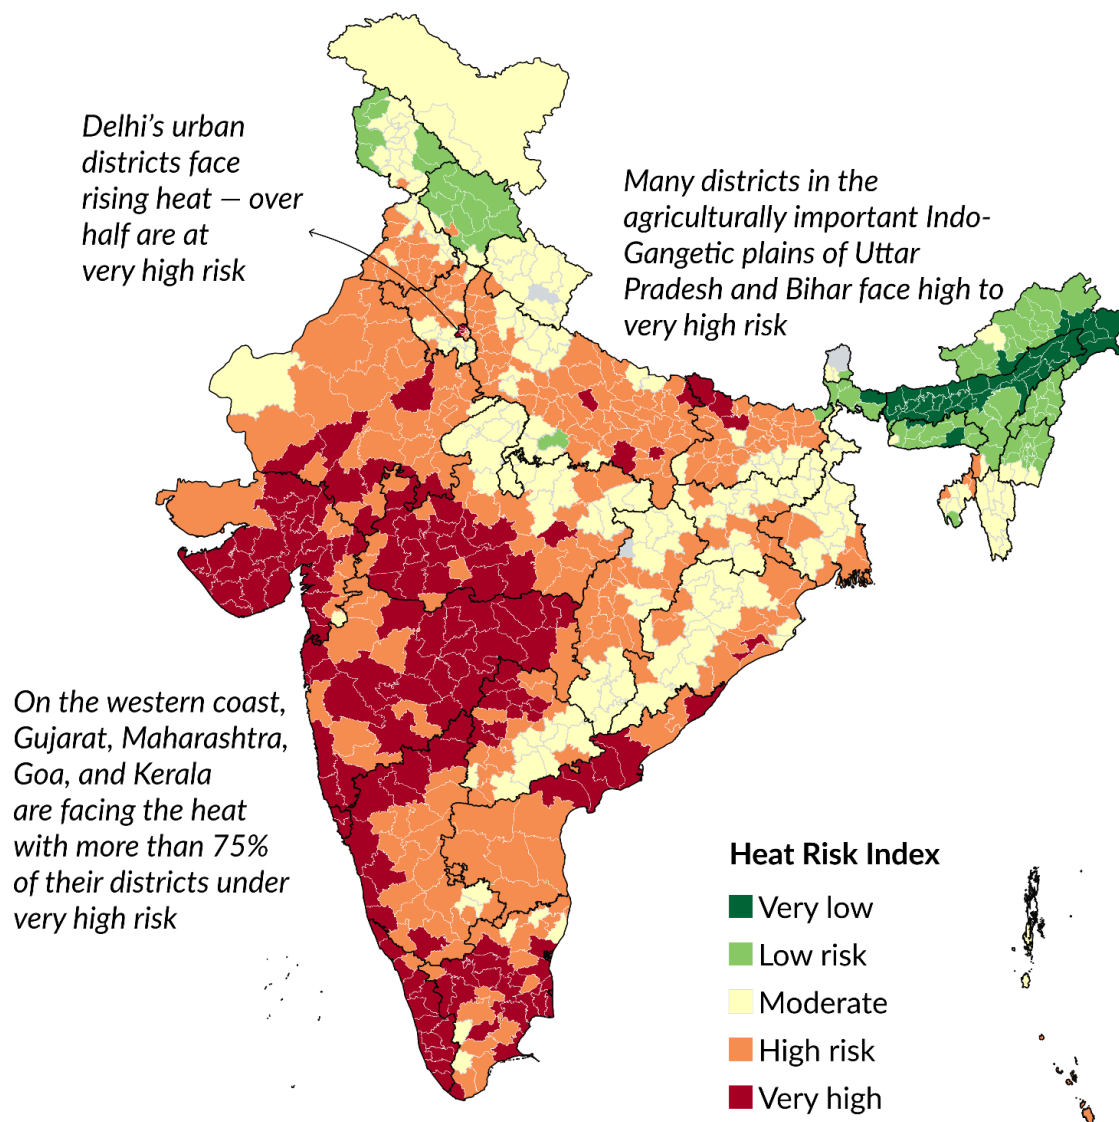 Delhi’s urban
districts face
rising heat — over
half are at
very high risk
Many districts in the
agriculturally important Indo-
Gangetic plains of Uttar
Pradesh and Bihar face high to
very high risk
On the western coast,
Gujarat, Maharashtra,
Goa, and Kerala
are facing the heat
with more than 75%
of their districts under
very high risk
Heat Risk Index
Very low
Low risk
Moderate
High risk
Very high